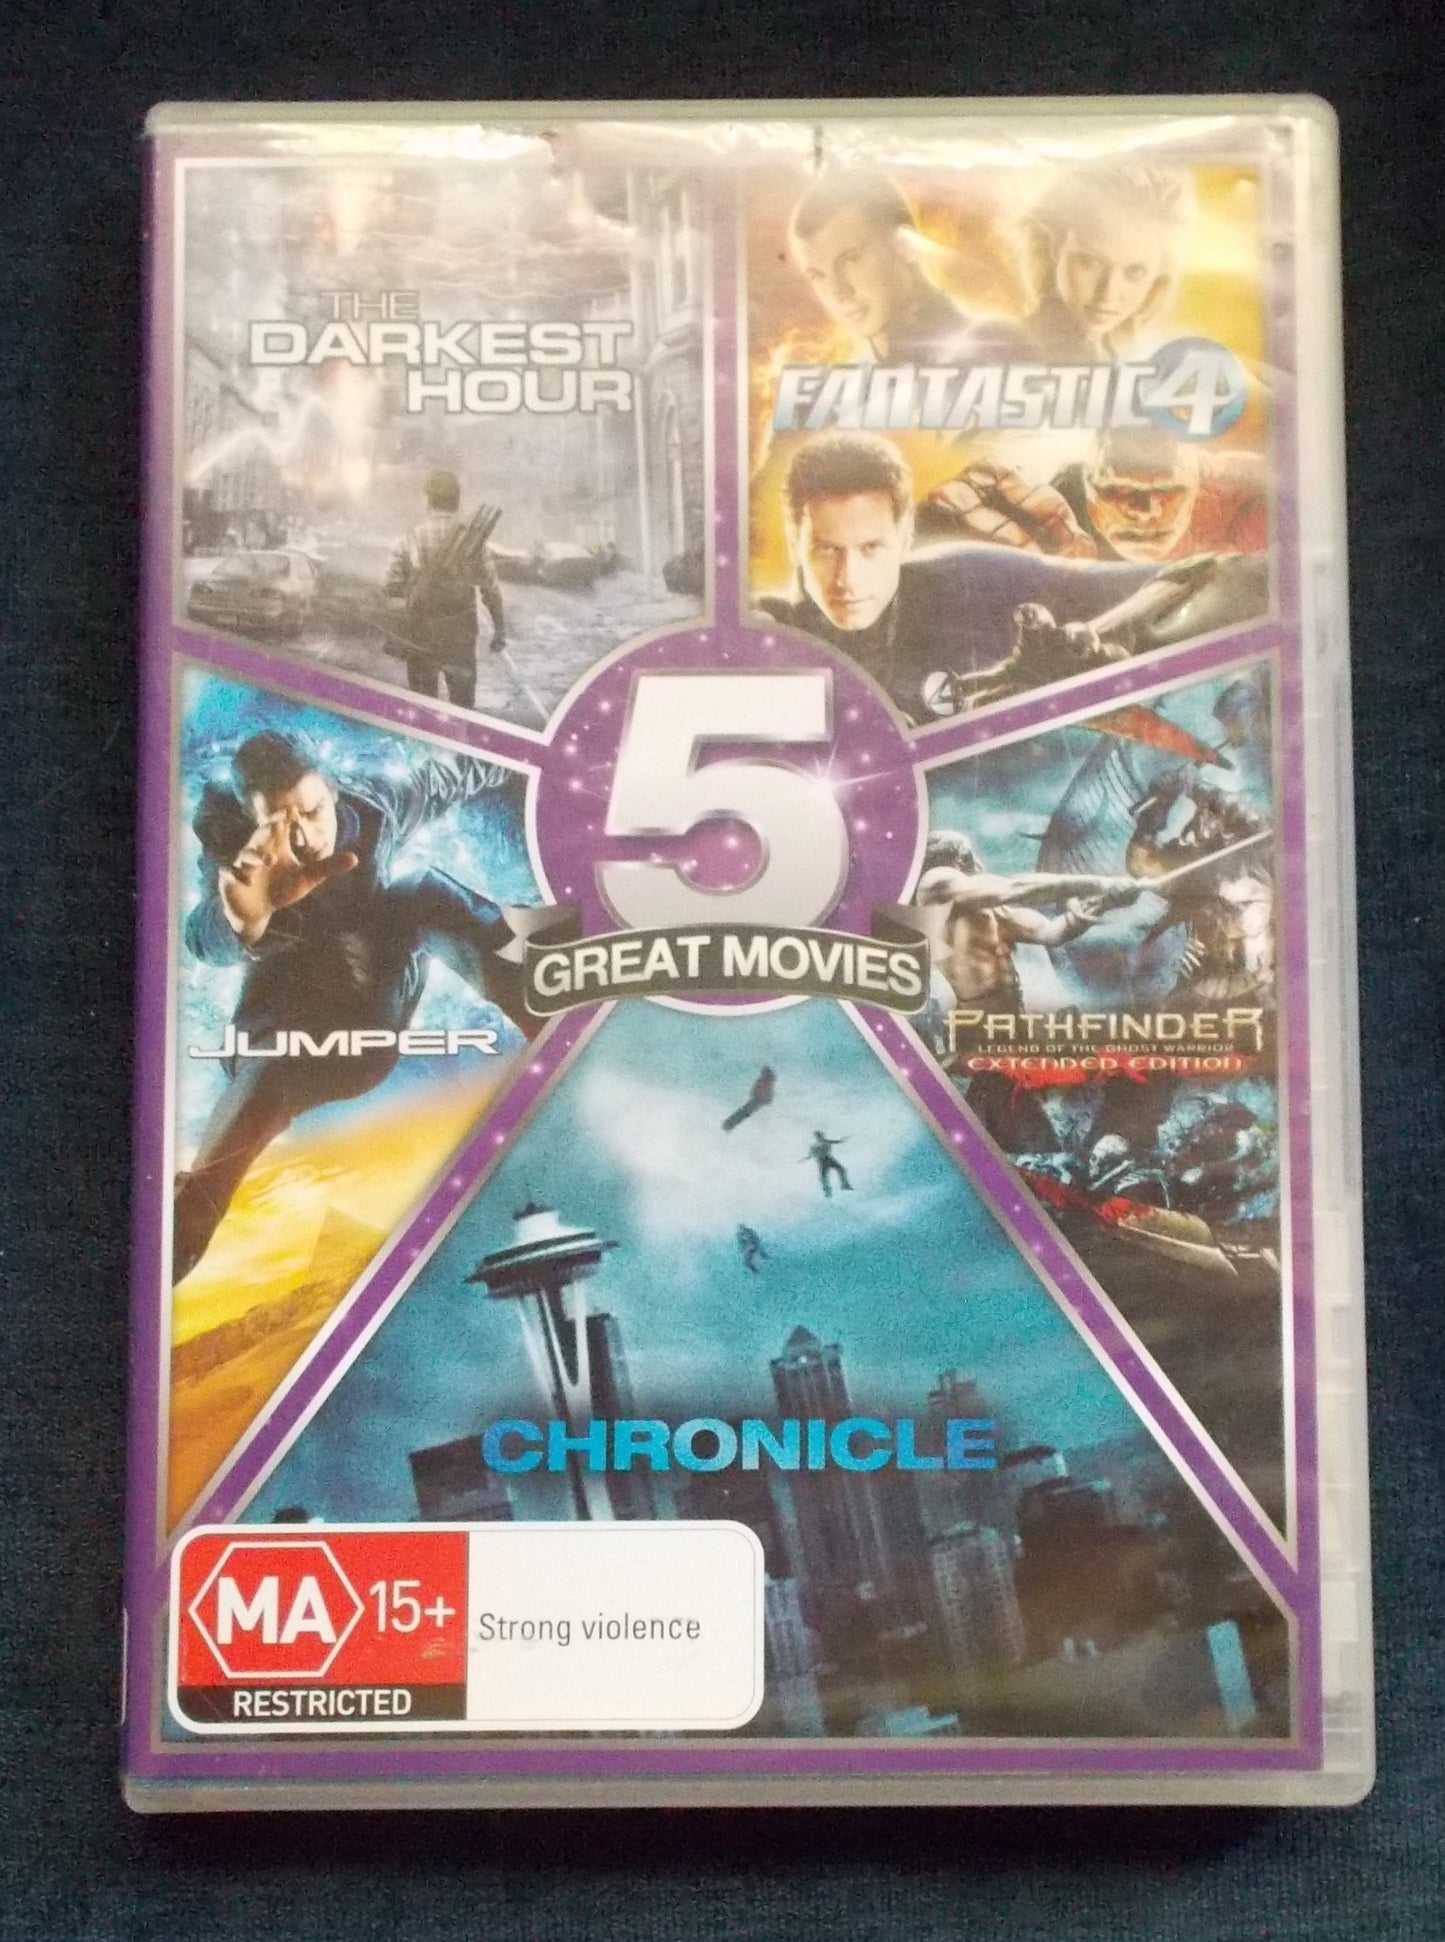 THE
DARKEST
HOUR
FANTASTIC 4
4
5
GREAT MOVIES
JUMPER
PATHFINDER
LEGEND OF THE GHOST WARRIOR
EXTENDED EDITION
CHRONICLE
MA 15+
Strong violence
RESTRICTED